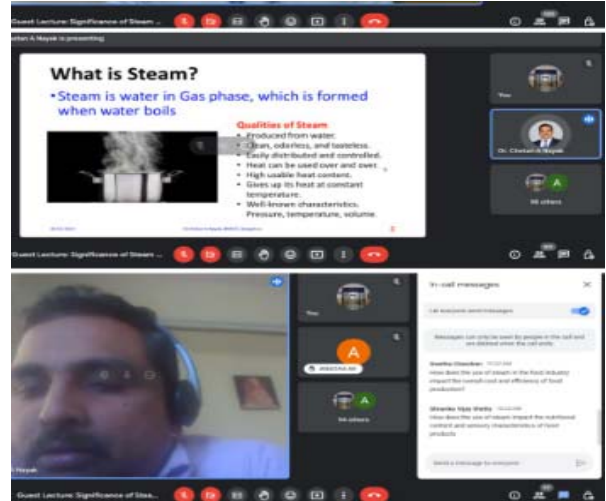 Guest Lecture: Significance of Steam ...
Chetan A Nayak is presenting
What is Steam?
•Steam is water in Gas phase, which is formed
when water boils
Qualities of Steam
• Produced from water.
• Clean, odorless, and tasteless.
• Easily distributed and controlled.
• Heat can be used over and over.
• High usable heat content.
• Gives up its heat at constant
temperature.
• Well-known characteristics.
Pressure, temperature, volume.
You
Dr. Chetan A Nayak
A
94 others
Guest Lecture: Significance of Steam ...
You
A
A
94 others
Nayak
In-call messages
Let everyone send messages
Messages can only be seen by people in the call and
are deleted when the call ends
How does the use of steam in the food industry
impact the overall cost and efficiency of food
production?
Vijay Shetty
How does the use of steam impact the nutritional
content and sensory characteristics of food
products
Send a message to everyone
Guest Lecture: Significance of Stea...